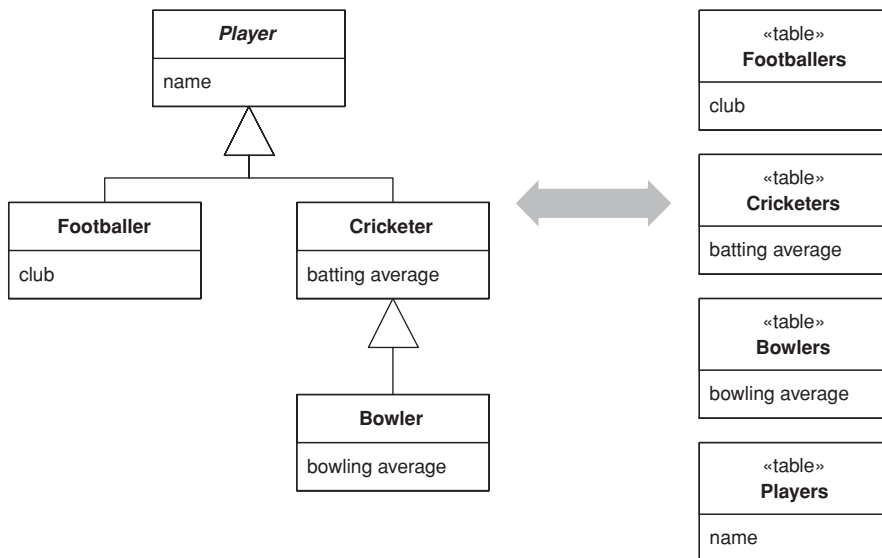 Player
name
Footballer
club
Cricketer
batting average
Bowler
bowling average
«table»
Footballers
club
«table»
Cricketers
batting average
«table»
Bowlers
bowling average
«table»
Players
name